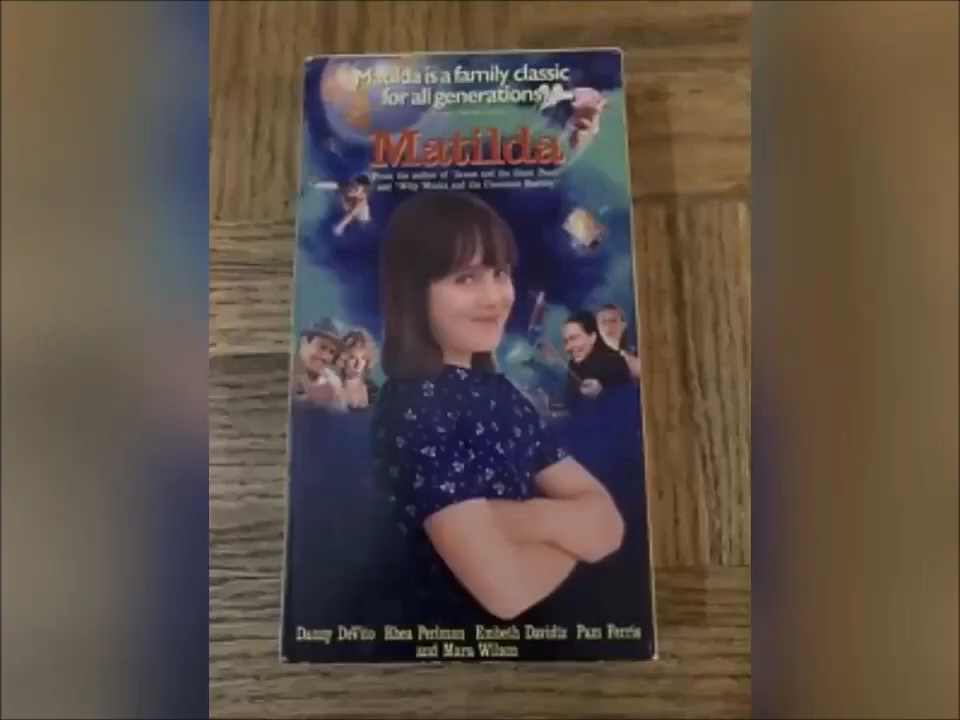 Matilda is a family classic
for all generations
Matilda
From the author of "James and the Giant Peach"
and "Willy Wonka and the Chocolate Factory"
Danny DeVito Rhea Perlman Embeth Davidtz Pam Ferris
and Mara Wilson